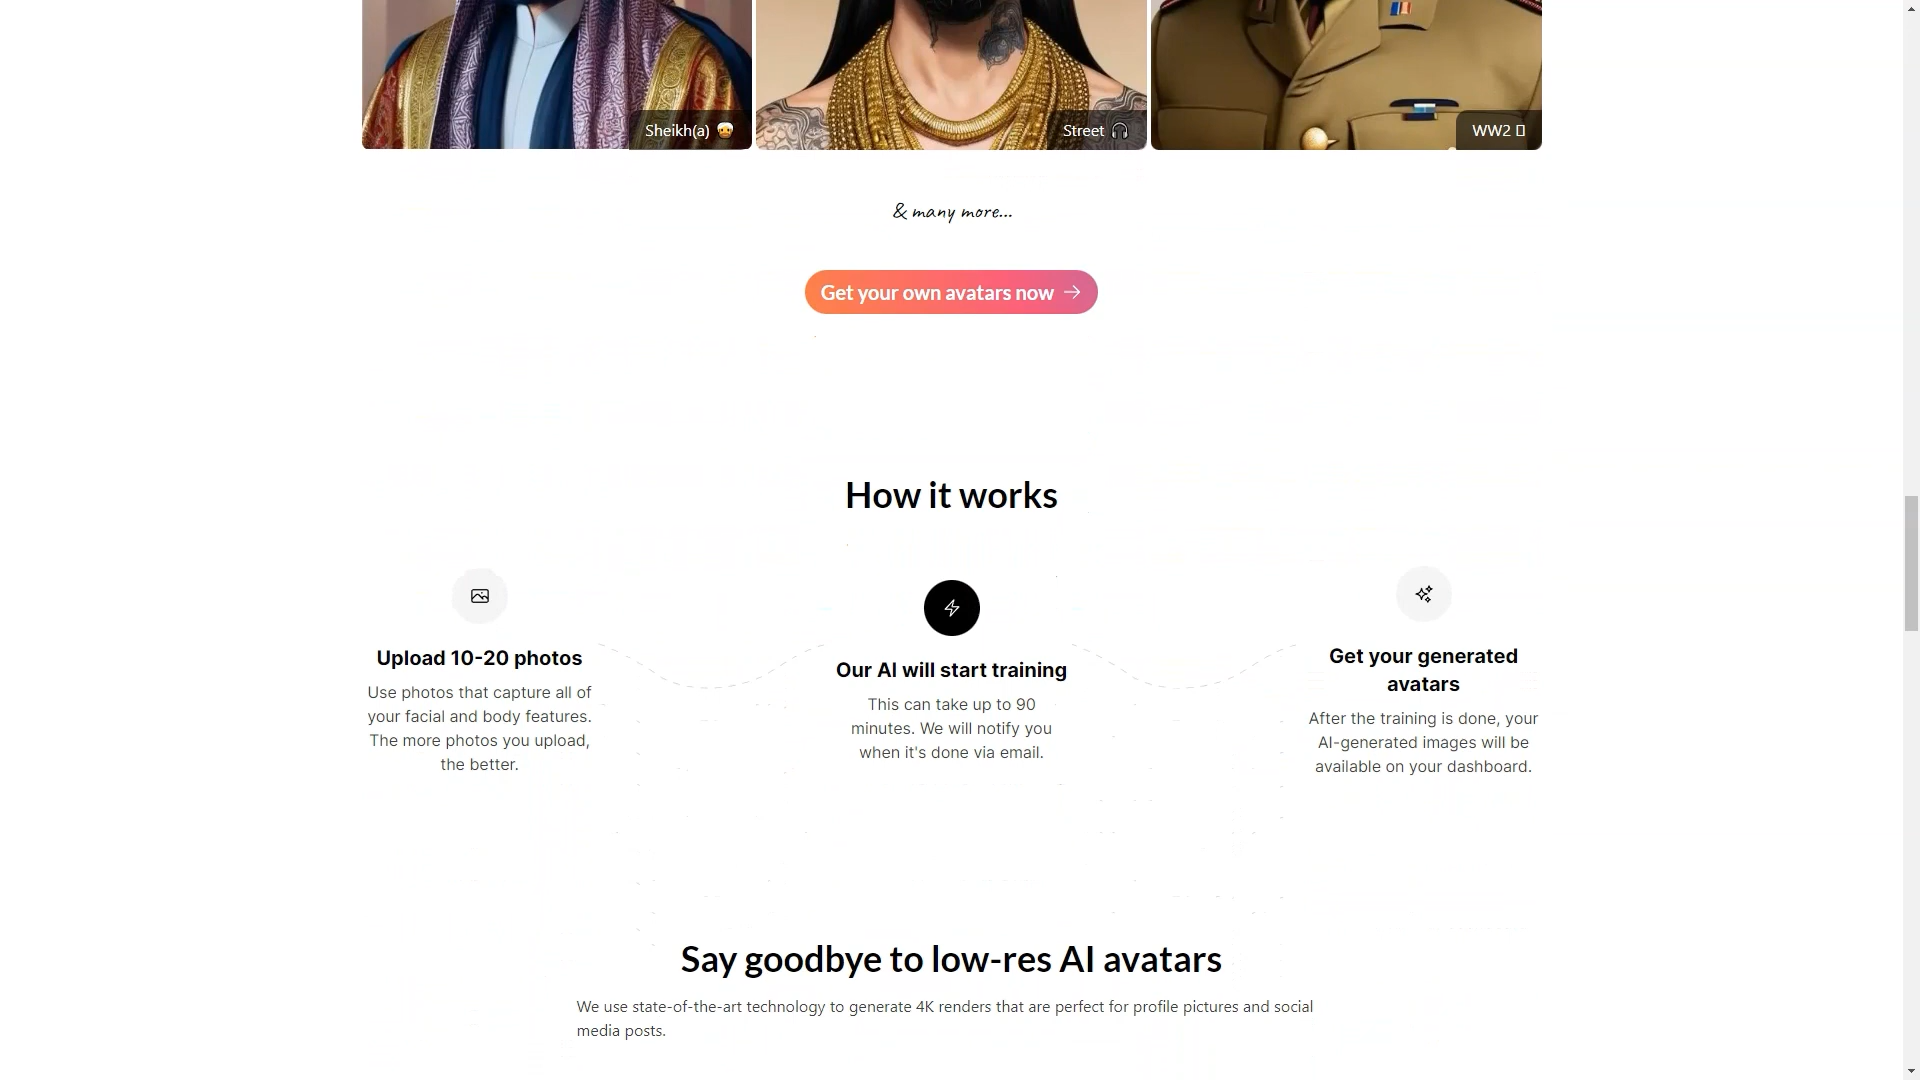 Sheikh(a) 👳
Street 🎧
WW2
& many more...
Get your own avatars now →
How it works
Upload 10-20 photos
Use photos that capture all of
your facial and body features.
The more photos you upload,
the better.
Our AI will start training
This can take up to 90
minutes. We will notify you
when it's done via email.
Get your generated
avatars
After the training is done, your
AI-generated images will be
available on your dashboard.
Say goodbye to low-res AI avatars
We use state-of-the-art technology to generate 4K renders that are perfect for profile pictures and social
media posts.